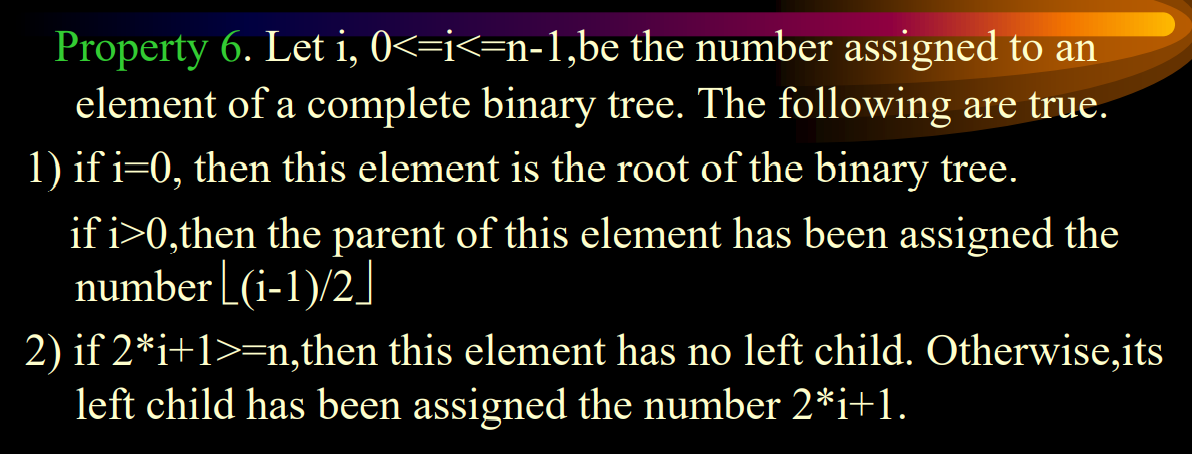 Property 6. Let i, 0<=i<=n-1,be the number assigned to an
element of a complete binary tree. The following are true.
1) if i=0, then this element is the root of the binary tree.
if i>0,then the parent of this element has been assigned the
number ⌊(i-1)/2⌋
2) if 2*i+1>=n,then this element has no left child. Otherwise,its
left child has been assigned the number 2*i+1.